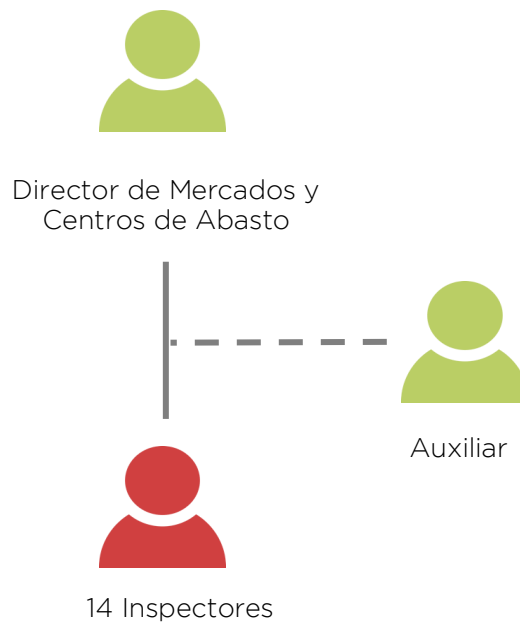 Director de Mercados y
Centros de Abasto
Auxiliar
14 Inspectores